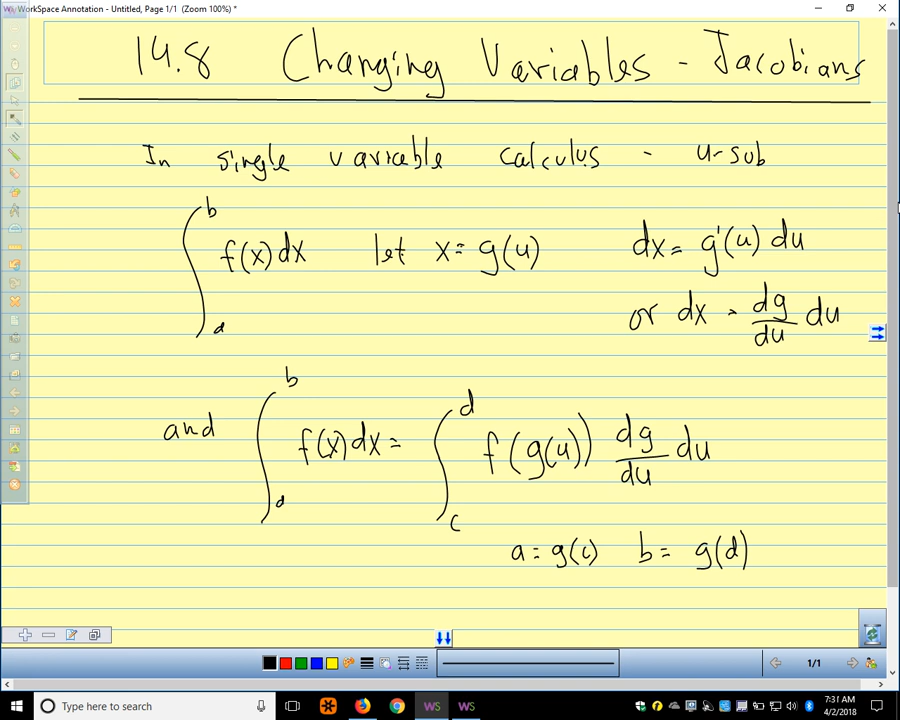 WorkSpace Annotation - Untitled, Page 1/1 (Zoom 100%) *
14.8 Changing Variables - Jacobians
In single variable calculus - u-sub
∫_a^b f(x)dx let x = g(u) dx = g'(u) du
or dx = dg/du du
and ∫_a^b f(x)dx = ∫_c^d f(g(u)) dg/du du
a = g(c) b = g(d)
1/1
Type here to search
WS
WS
7:31 AM
4/2/2018